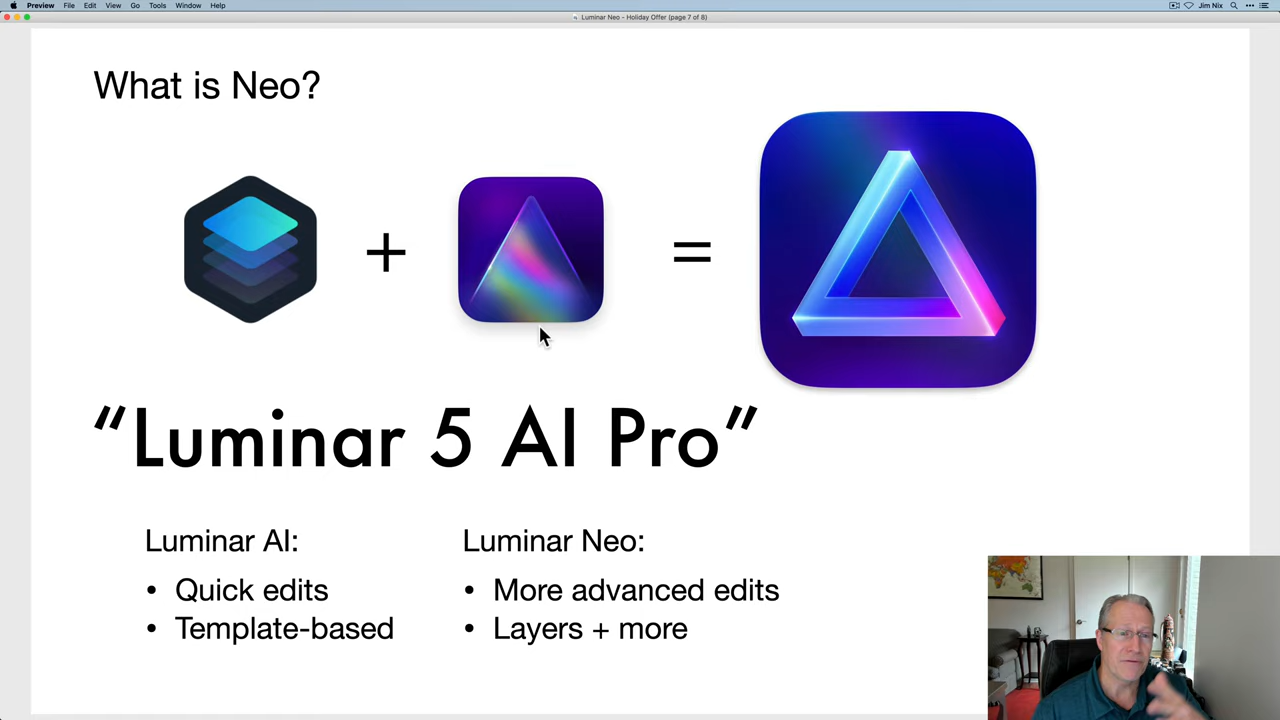 Preview File Edit View Go Tools Window Help
Jim Nix
Luminar Neo - Holiday Offer (page 7 of 8)
What is Neo?
+ =
“Luminar 5 AI Pro”
Luminar AI:
• Quick edits
• Template-based
Luminar Neo:
• More advanced edits
• Layers + more